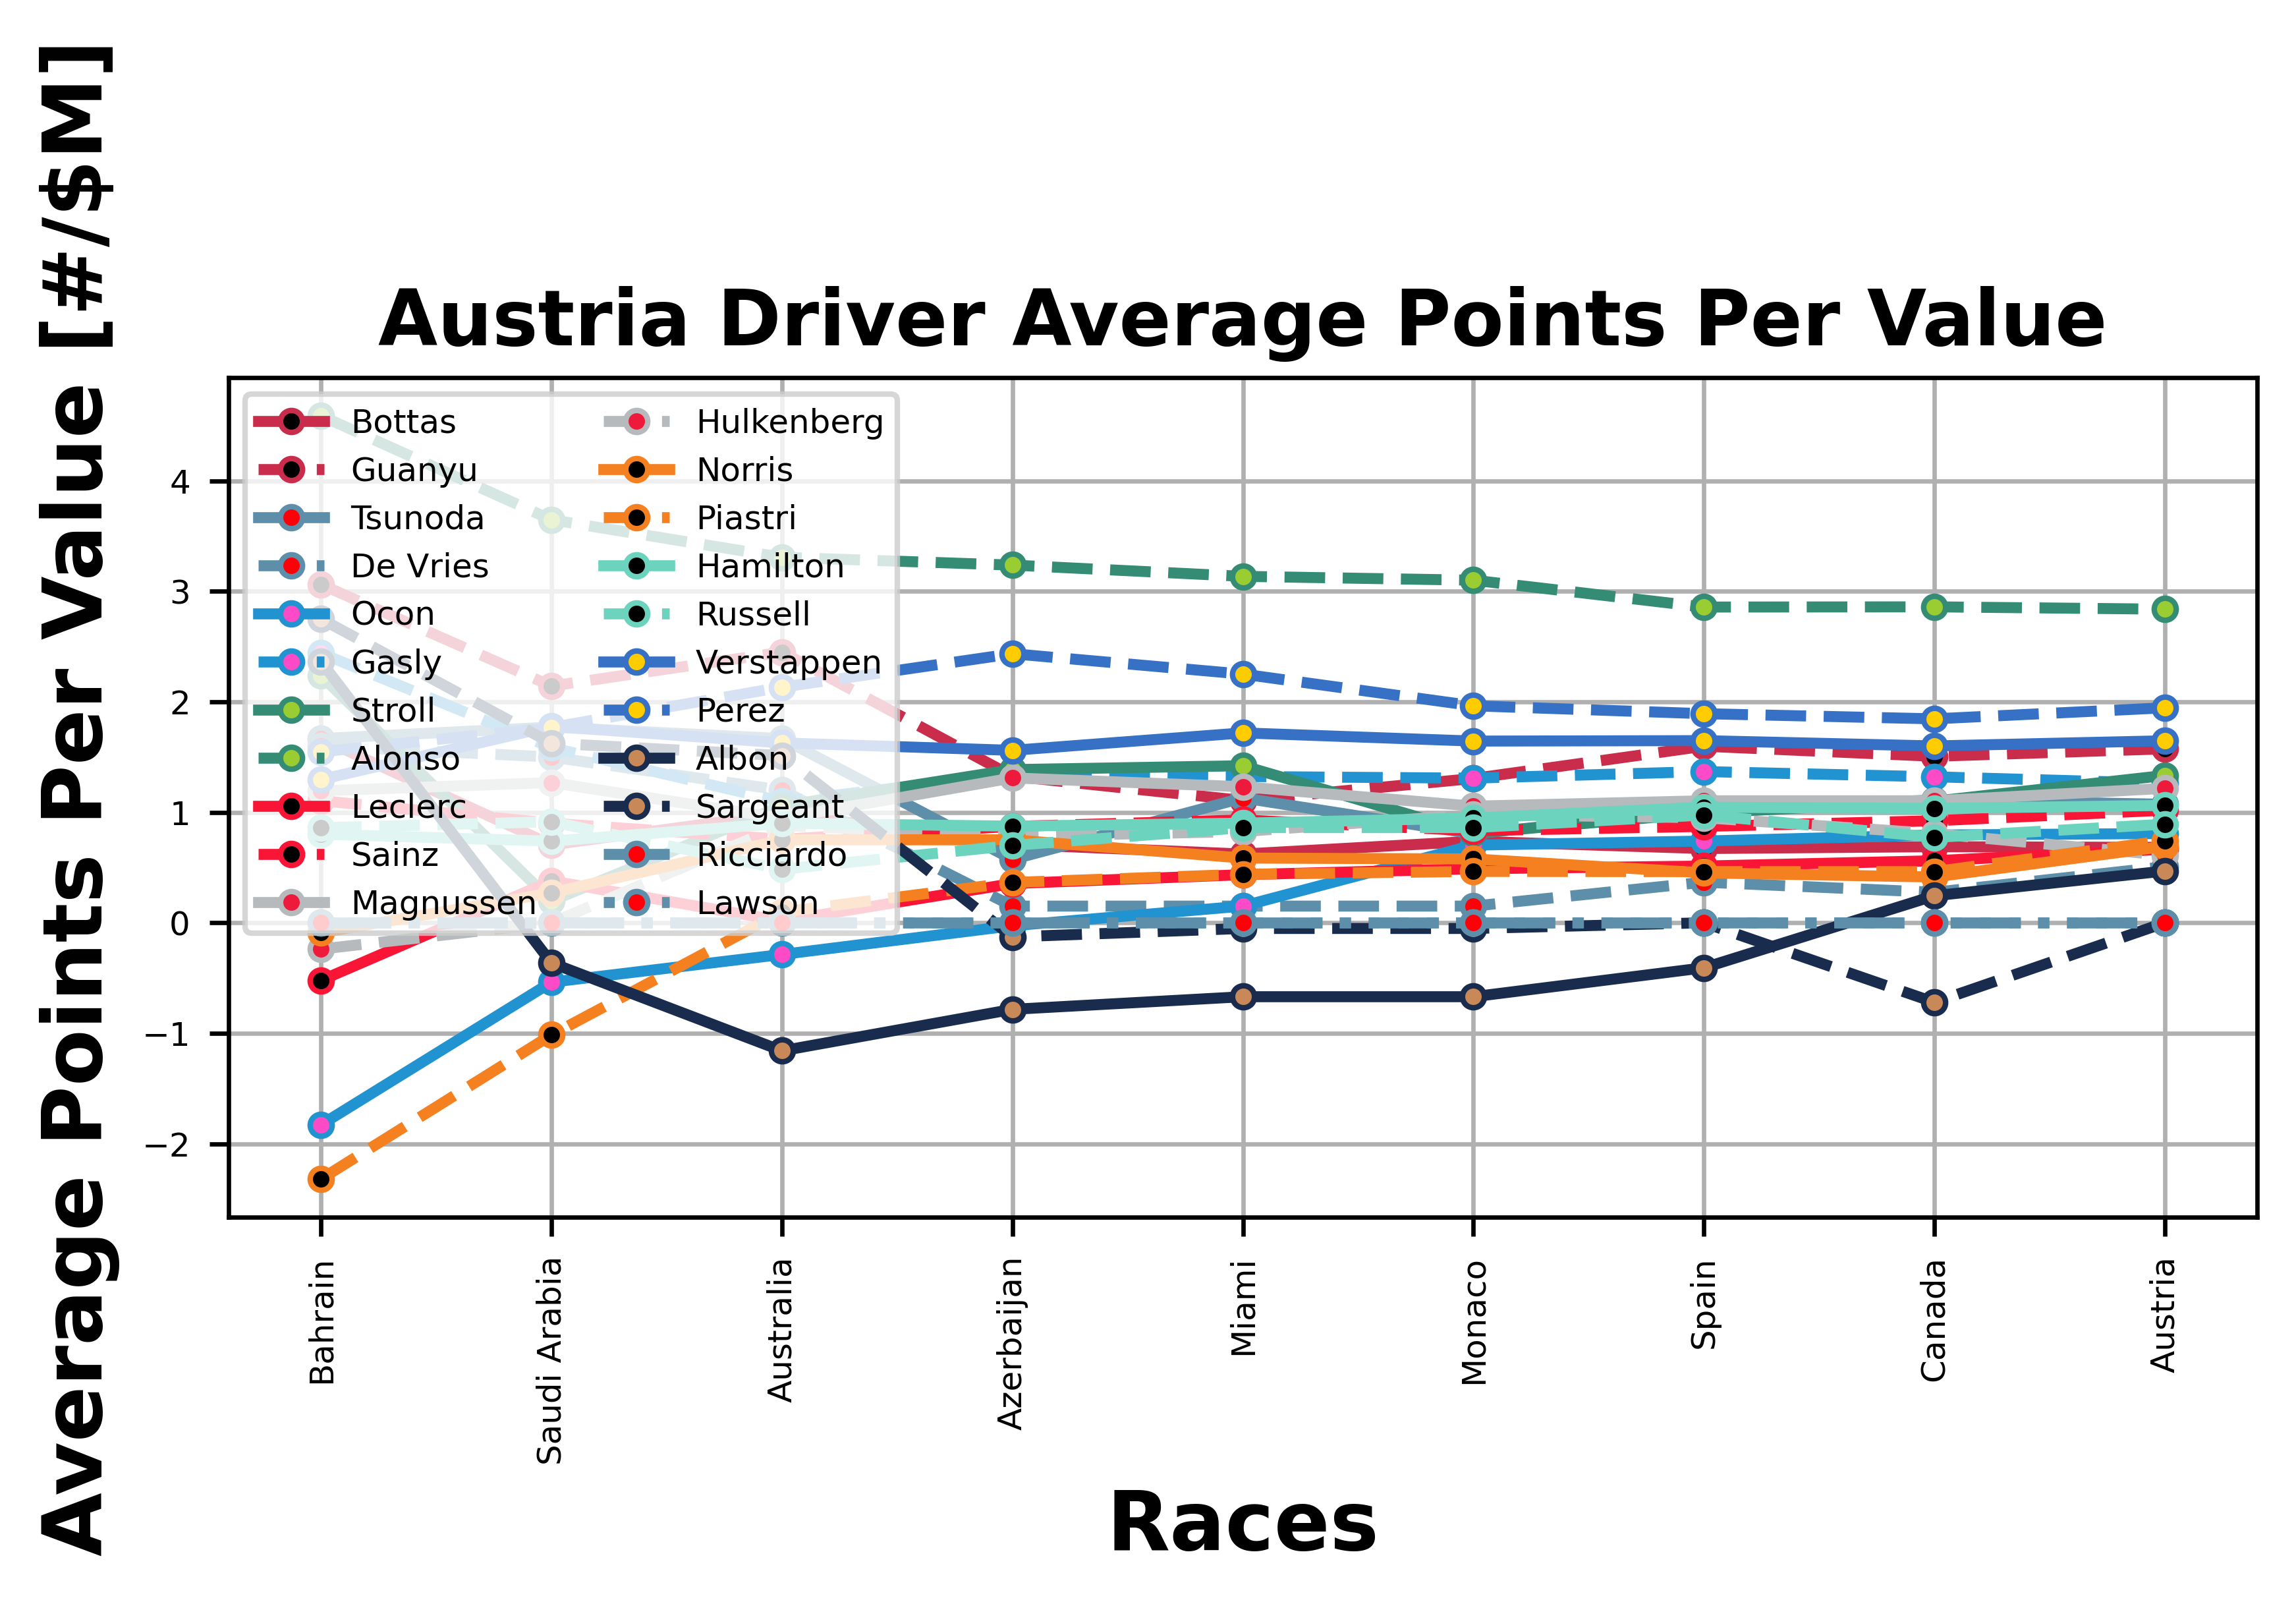 Austria Driver Average Points Per Value
Average Points Per Value [#/$M]
4
3
2
1
0
−1
−2
Bottas
Guanyu
Tsunoda
De Vries
Ocon
Gasly
Stroll
Alonso
Leclerc
Sainz
Magnussen
Hulkenberg
Norris
Piastri
Hamilton
Russell
Verstappen
Perez
Albon
Sargeant
Ricciardo
Lawson
Bahrain
Saudi Arabia
Australia
Azerbaijan
Miami
Monaco
Spain
Canada
Austria
Races